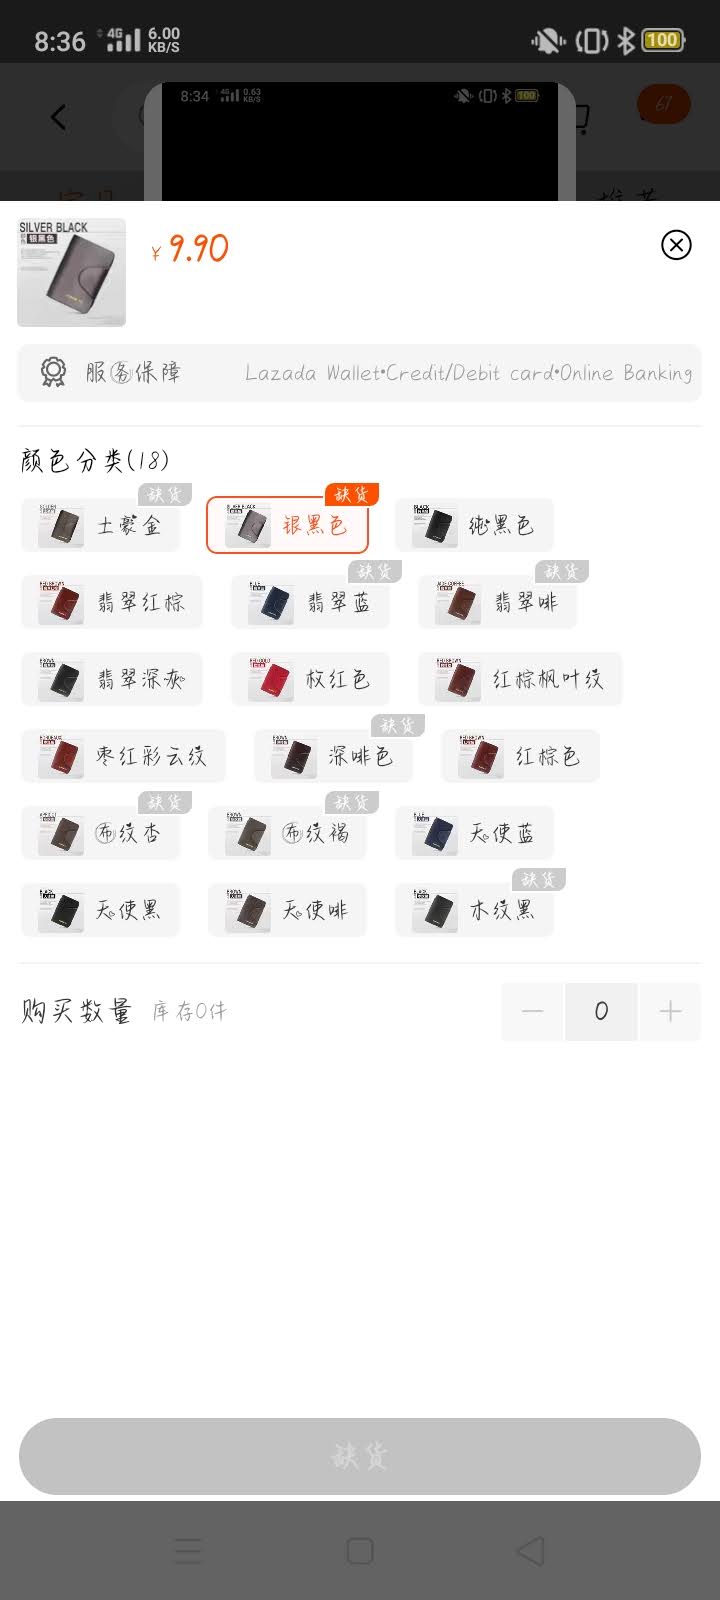 8:36 4G 6.00 KB/S 100
8:34 4G 0.63 KB/S 100
67
推荐
SILVER BLACK
银黑色
¥9.90
服务保障 Lazada Wallet•Credit/Debit card•Online Banking
颜色分类(18)
缺货 缺货
土豪金 银黑色 纯黑色
缺货 缺货
翡翠红棕 翡翠蓝 翡翠啡
翡翠深灰 枚红色 红棕枫叶纹
缺货
枣红彩云纹 深啡色 红棕色
缺货 缺货
布纹杏 布纹褐 天使蓝
缺货
天使黑 天使啡 木纹黑
购买数量 库存0件 — 0 +
缺货